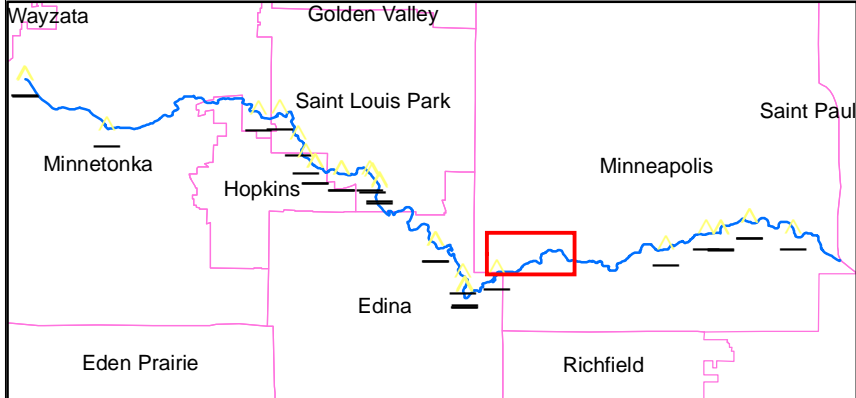 Wayzata
Golden Valley
Saint Louis Park
Saint Paul
Minnetonka
Minneapolis
Hopkins
Edina
Eden Prairie
Richfield